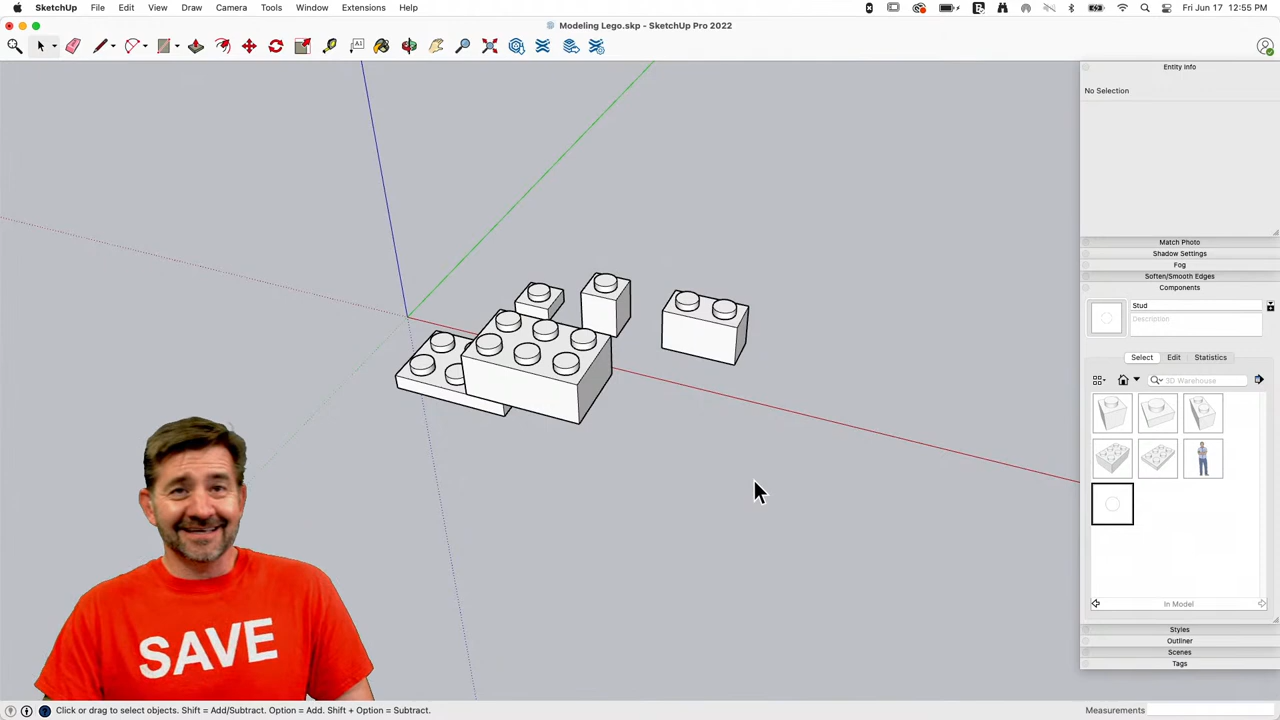 SketchUp File Edit View Draw Camera Tools Window Extensions Help Fri Jun 17 12:55 PM
Modeling Lego.skp - SketchUp Pro 2022
Entity Info
No Selection
Match Photo
Shadow Settings
Fog
Soften/Smooth Edges
Components
Stud
Description
Select Edit Statistics
3D Warehouse
In Model
Styles
Outliner
Scenes
Tags
SAVE
Click or drag to select objects. Shift = Add/Subtract. Option = Add. Shift + Option = Subtract. Measurements